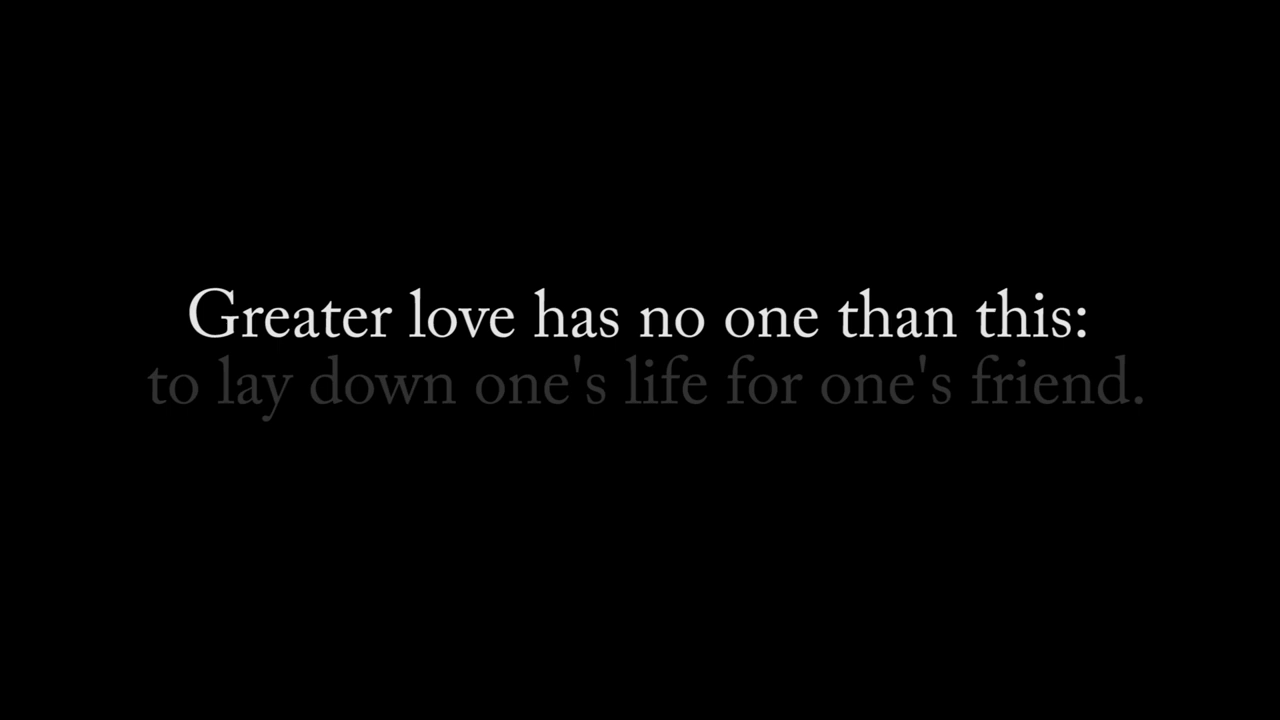 Greater love has no one than this:
to lay down one's life for one's friend.